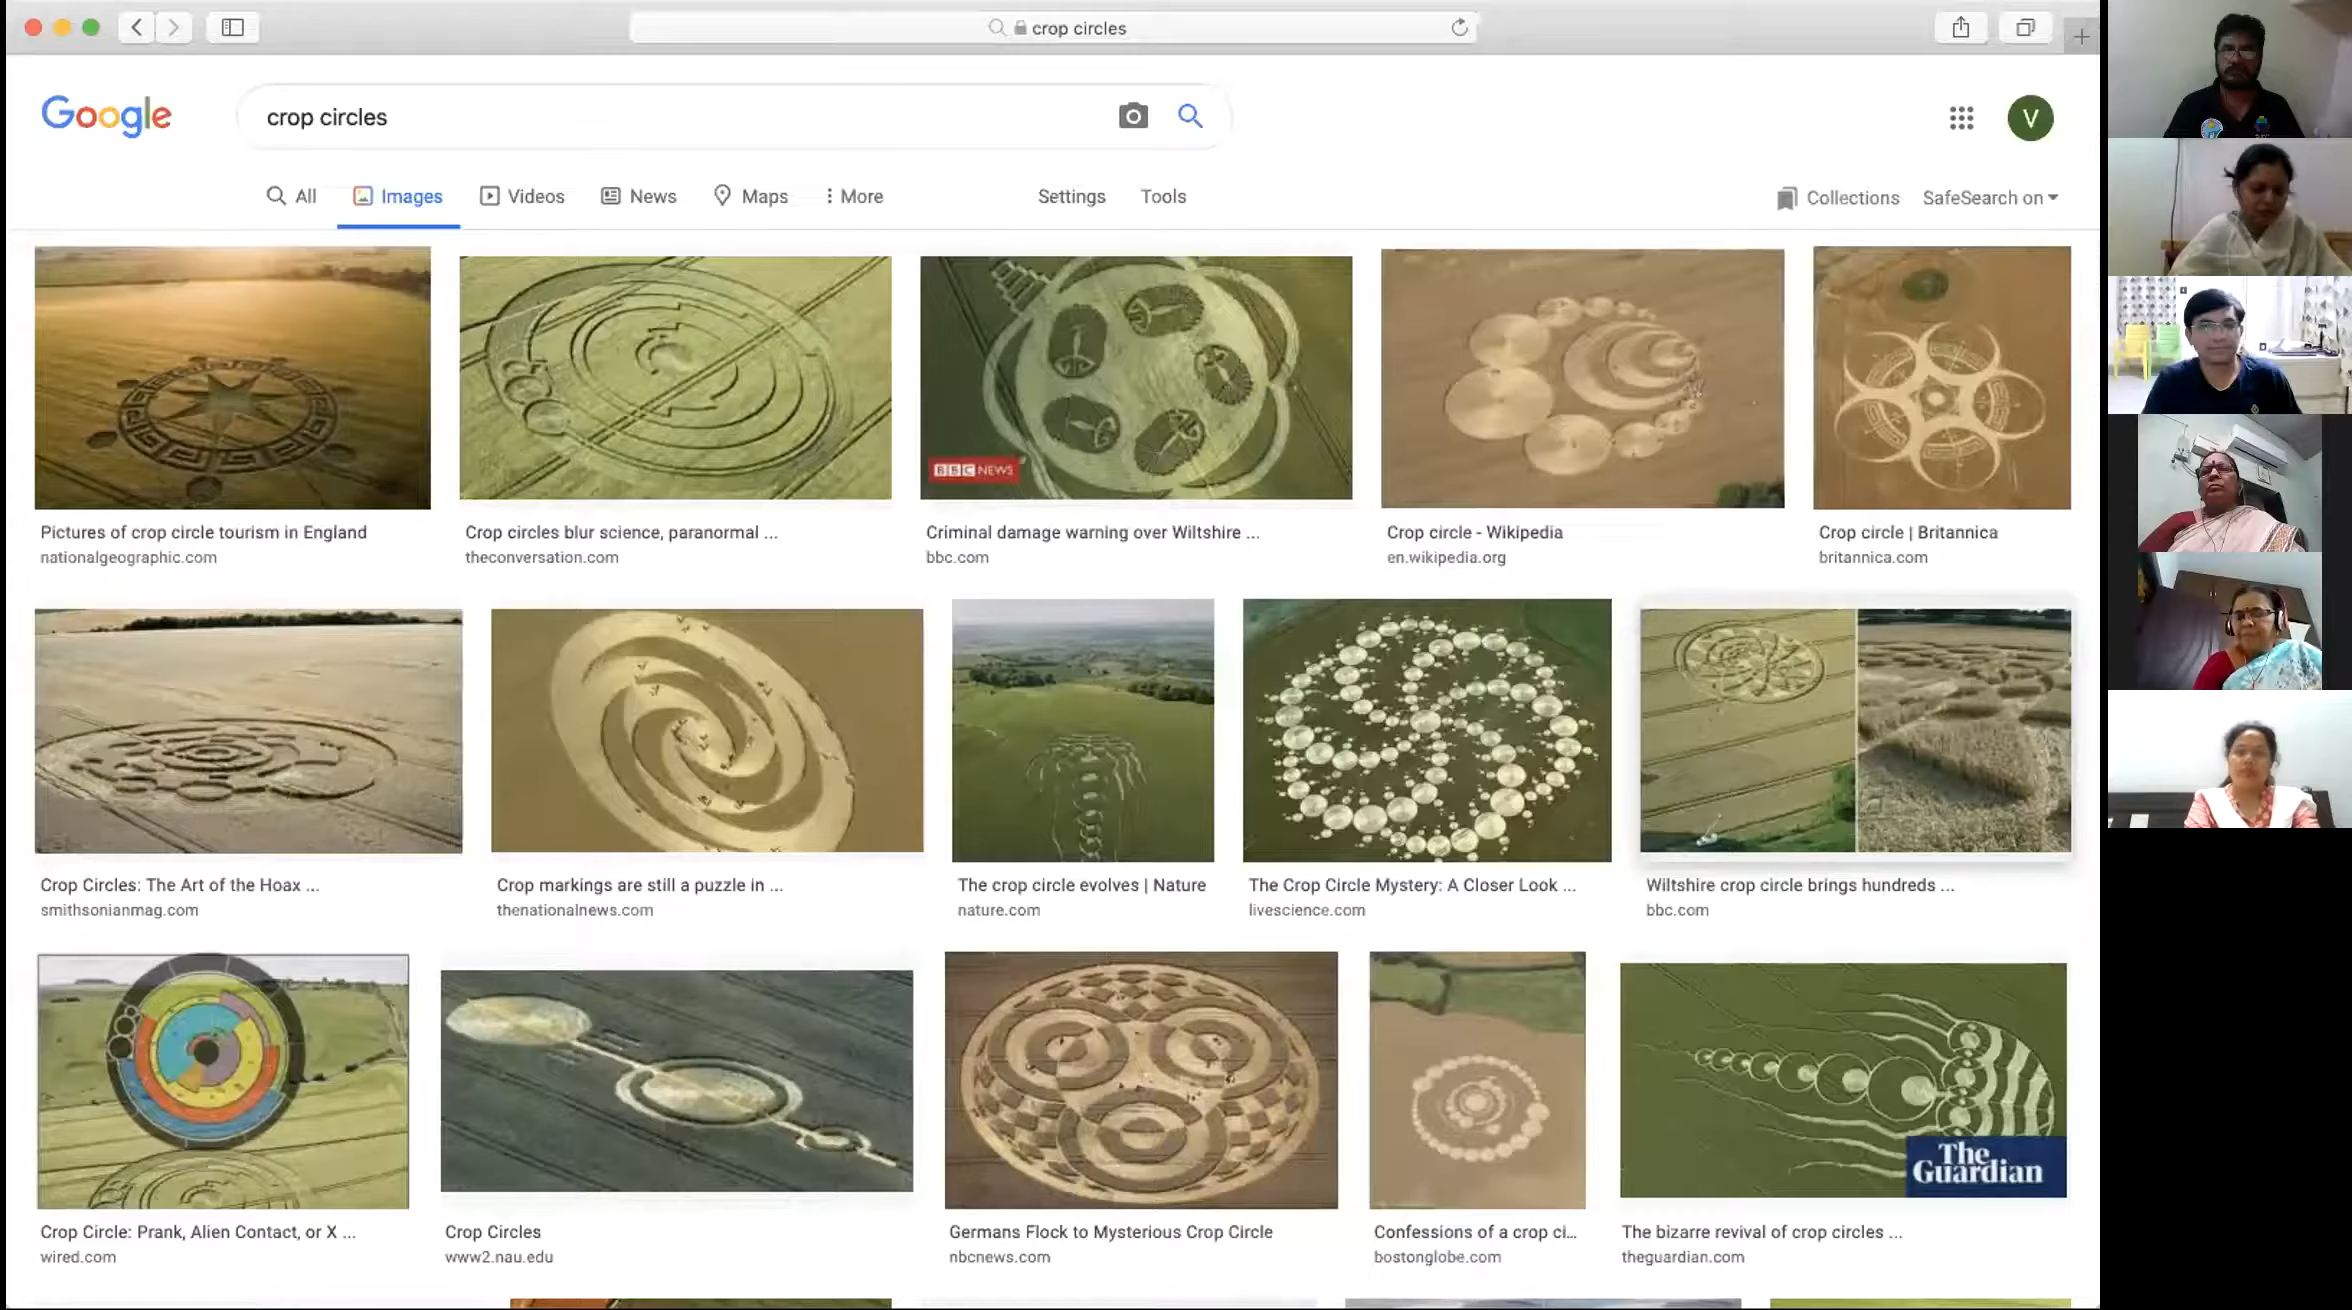 crop circles
Google
crop circles
V
All
Images
Videos
News
Maps
More
Settings
Tools
Collections
SafeSearch on
BBC NEWS
Pictures of crop circle tourism in England
nationalgeographic.com
Crop circles blur science, paranormal ...
theconversation.com
Criminal damage warning over Wiltshire ...
bbc.com
Crop circle - Wikipedia
en.wikipedia.org
Crop circle | Britannica
britannica.com
Crop Circles: The Art of the Hoax ...
smithsonianmag.com
Crop markings are still a puzzle in ...
thenationalnews.com
The crop circle evolves | Nature
nature.com
The Crop Circle Mystery: A Closer Look ...
livescience.com
Wiltshire crop circle brings hundreds ...
bbc.com
The
Guardian
Crop Circle: Prank, Alien Contact, or X ...
wired.com
Crop Circles
www2.nau.edu
Germans Flock to Mysterious Crop Circle
nbcnews.com
Confessions of a crop ci...
bostonglobe.com
The bizarre revival of crop circles ...
theguardian.com